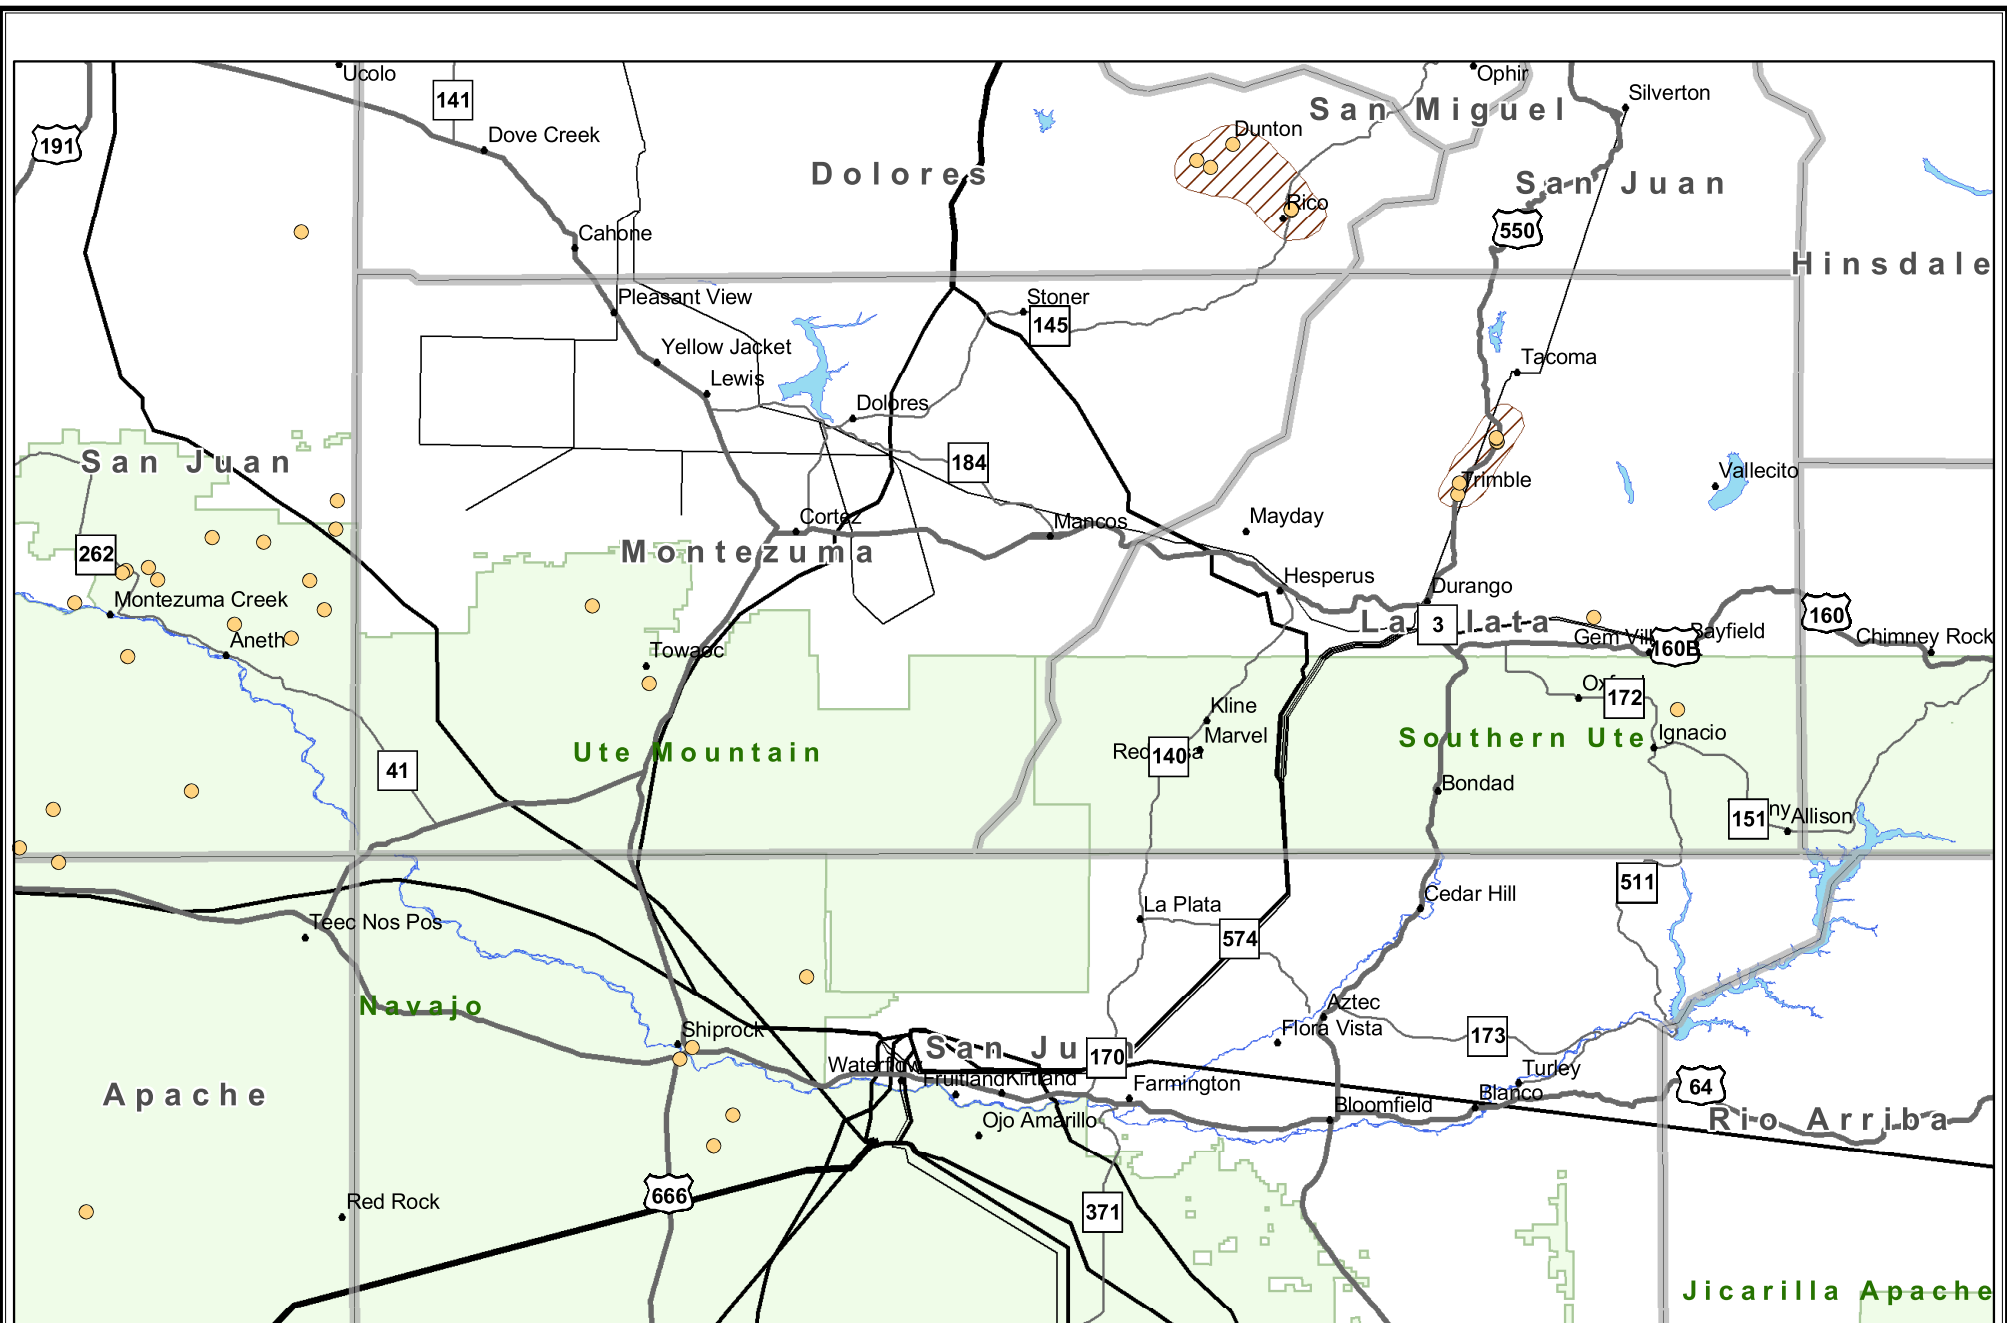 Ucolo
Ophir
141
Silverton
San Miguel
191
Dove Creek
Dunton
Dolores
San Juan
Rico
550
Cahone
Hinsdale
Pleasant View
Stoner
145
Yellow Jacket
Tacoma
Lewis
Dolores
San Juan
184
Vallecito
Trimble
Cortez
Mancos
Mayday
262
Montezuma
Hesperus
Durango
Montezuma Creek
La Plata
3
160
Aneth
Gem Vill
160B
Bayfield
Chimney Rock
Towaoc
172
Kline
Marvel
140
Southern Ute
Ignacio
Ute Mountain
41
Bondad
151
ny
Allison
511
Cedar Hill
La Plata
Teec Nos Pos
574
Navajo
Aztec
Shiprock
Flora Vista
173
San Juan
170
Waterflow
Fruitland
Kirtland
Turley
Apache
Farmington
Blanco
64
Ojo Amarillo
Bloomfield
Rio Arriba
Red Rock
666
371
Jicarilla Apache